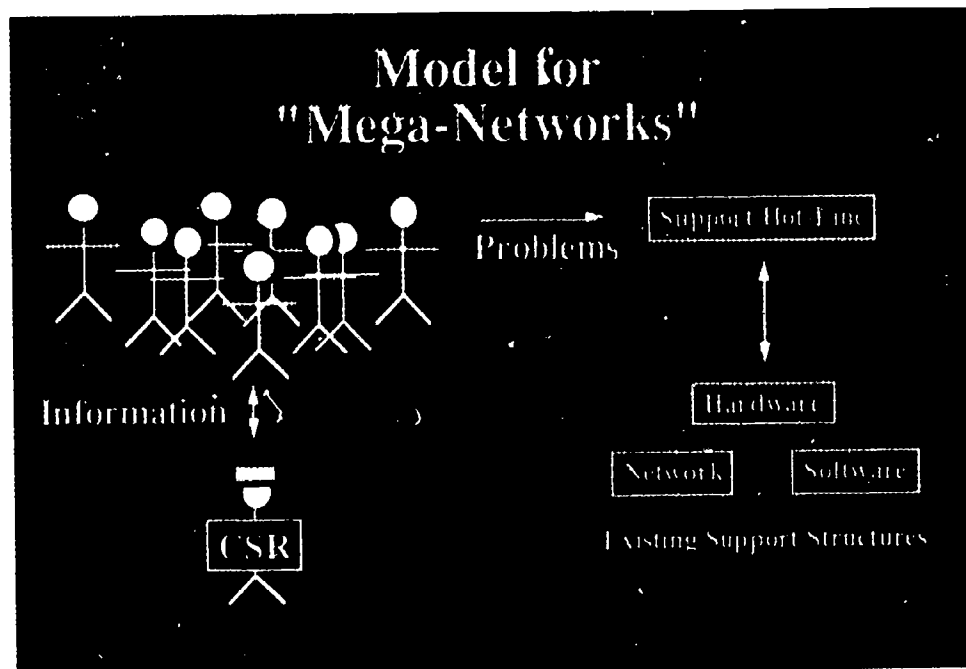 Model for
"Mega-Networks"
Problems
Support Hot-Line
Information
Hardware
Network
Software
CSR
Existing Support Structures